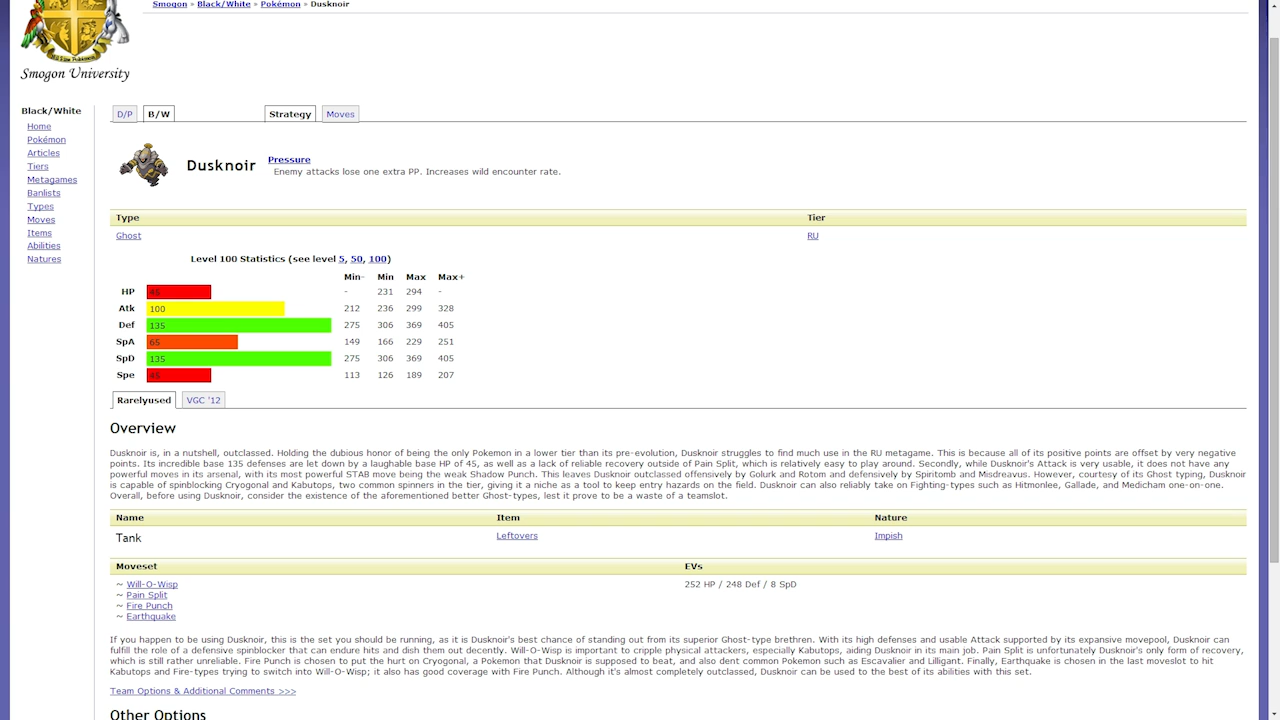 Smogon » Black/White » Pokémon » Dusknoir
Smogon University
Black/White
Home
Pokémon
Articles
Tiers
Metagames
Banlists
Types
Moves
Items
Abilities
Natures
D/P B/W Strategy Moves
Dusknoir Pressure
Enemy attacks lose one extra PP. Increases wild encounter rate.
Type Tier
Ghost RU
Level 100 Statistics (see level 5, 50, 100)
Min- Min Max Max+
HP 45 - 231 294 -
Atk 100 212 236 299 328
Def 135 275 306 369 405
SpA 65 149 166 229 251
SpD 135 275 306 369 405
Spe 45 113 126 189 207
Rarelyused VGC '12
Overview
Dusknoir is, in a nutshell, outclassed. Holding the dubious honor of being the only Pokemon in a lower tier than its pre-evolution, Dusknoir struggles to find much use in the RU metagame. This is because all of its positive points are offset by very negative
points. Its incredible base 135 defenses are let down by a laughable base HP of 45, as well as a lack of reliable recovery outside of Pain Split, which is relatively easy to play around. Secondly, while Dusknoir's Attack is very usable, it does not have any
powerful moves in its arsenal, with its most powerful STAB move being the weak Shadow Punch. This leaves Dusknoir outclassed offensively by Golurk and Rotom and defensively by Spiritomb and Misdreavus. However, courtesy of its Ghost typing, Dusknoir
is capable of spinblocking Cryogonal and Kabutops, two common spinners in the tier, giving it a niche as a tool to keep entry hazards on the field. Dusknoir can also reliably take on Fighting-types such as Hitmonlee, Gallade, and Medicham one-on-one.
Overall, before using Dusknoir, consider the existence of the aforementioned better Ghost-types, lest it prove to be a waste of a teamslot.
Name Item Nature
Tank Leftovers Impish
Moveset EVs
~ Will-O-Wisp 252 HP / 248 Def / 8 SpD
~ Pain Split
~ Fire Punch
~ Earthquake
If you happen to be using Dusknoir, this is the set you should be running, as it is Dusknoir's best chance of standing out from its superior Ghost-type brethren. With its high defenses and usable Attack supported by its expansive movepool, Dusknoir can
fulfill the role of a defensive spinblocker that can endure hits and dish them out decently. Will-O-Wisp is important to cripple physical attackers, especially Kabutops, aiding Dusknoir in its main job. Pain Split is unfortunately Dusknoir's only form of recovery,
which is still rather unreliable. Fire Punch is chosen to put the hurt on Cryogonal, a Pokemon that Dusknoir is supposed to beat, and also dent common Pokemon such as Escavalier and Lilligant. Finally, Earthquake is chosen in the last moveslot to hit
Kabutops and Fire-types trying to switch into Will-O-Wisp; it also has good coverage with Fire Punch. Although it's almost completely outclassed, Dusknoir can be used to the best of its abilities with this set.
Team Options & Additional Comments >>>
Other Options